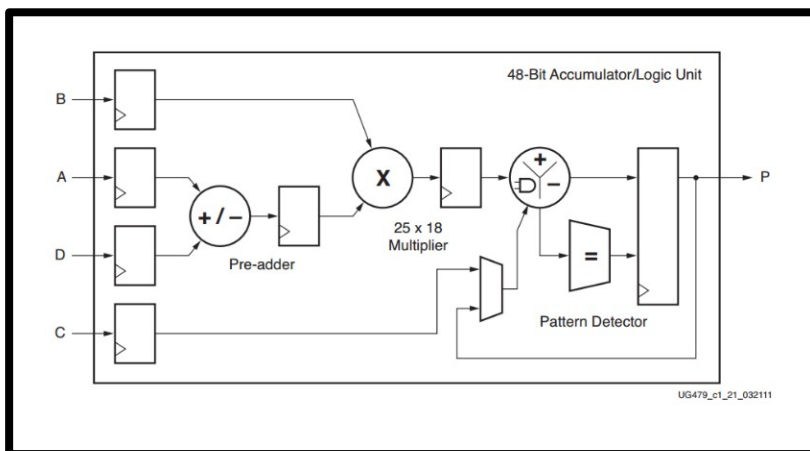 48-Bit Accumulator/Logic Unit
B
A
D
C
+ / –
Pre-adder
X
25 x 18
Multiplier
+
–
=
Pattern Detector
P
UG479_c1_21_032111